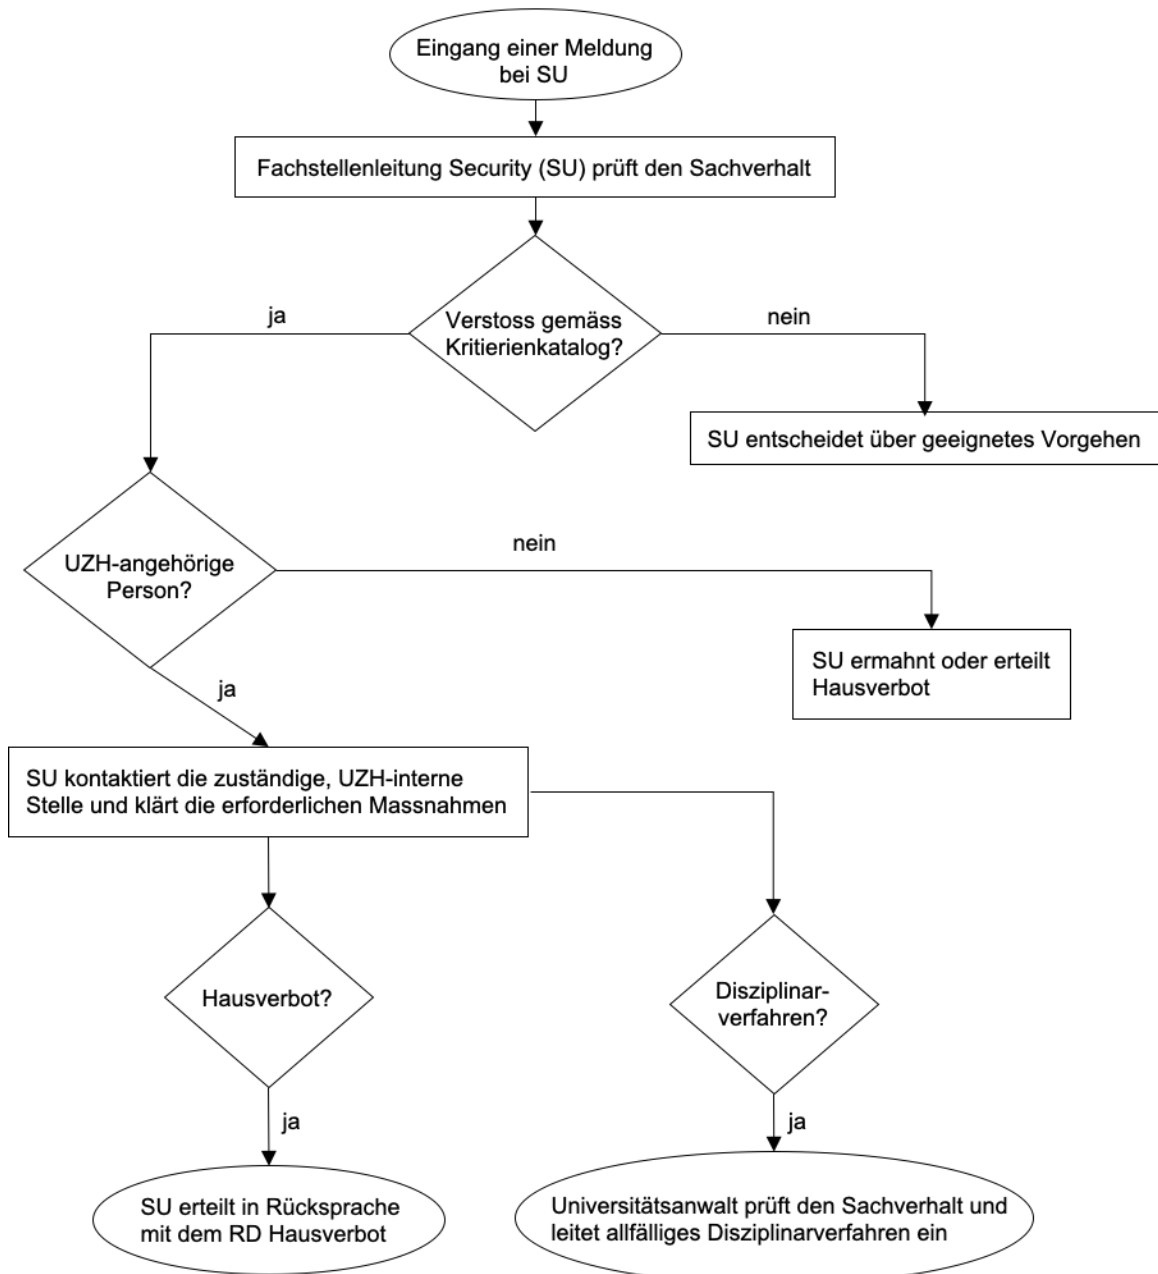 Eingang einer Meldung
bei SU
Fachstellenleitung Security (SU) prüft den Sachverhalt
ja
Verstoss gemäss
Kritierienkatalog?
nein
SU entscheidet über geeignetes Vorgehen
UZH-angehörige
Person?
nein
SU ermahnt oder erteilt
Hausverbot
ja
SU kontaktiert die zuständige, UZH-interne
Stelle und klärt die erforderlichen Massnahmen
Hausverbot?
Disziplinar-
verfahren?
ja
ja
SU erteilt in Rücksprache
mit dem RD Hausverbot
Universitätsanwalt prüft den Sachverhalt und
leitet allfälliges Disziplinarverfahren ein